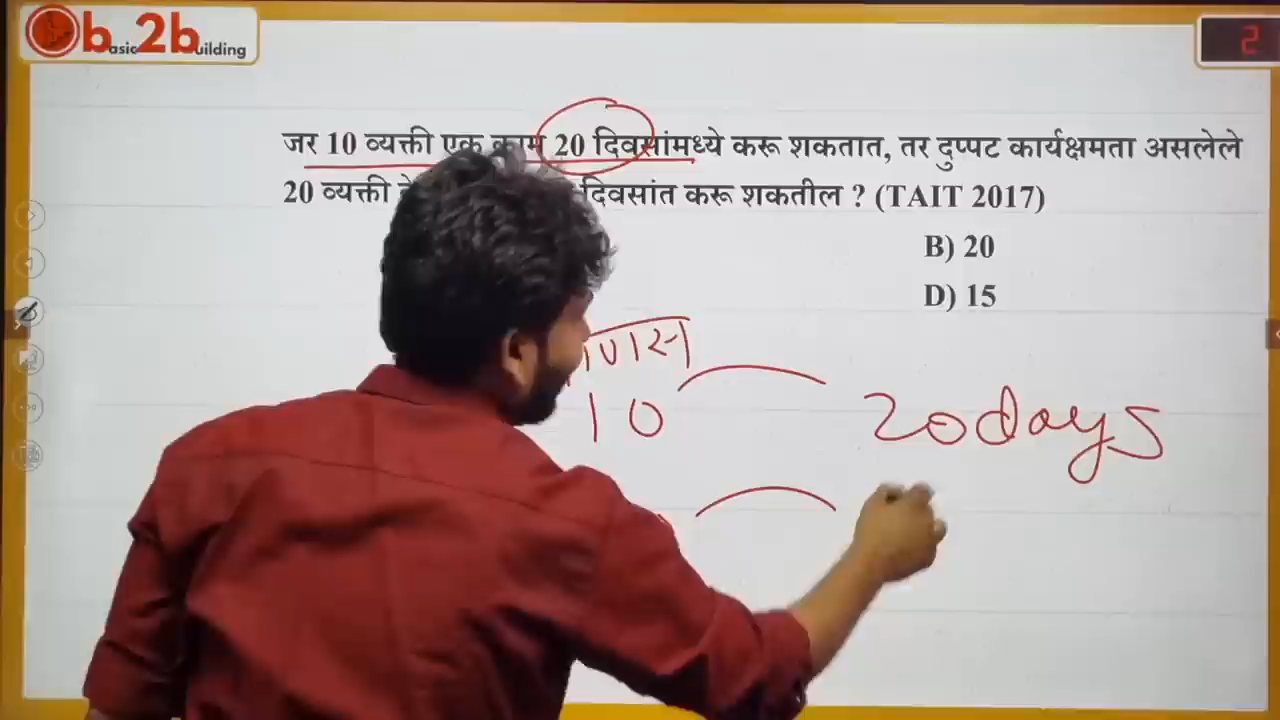 Basic 2b uilding
2
जर 10 व्यक्ती एक काम 20 दिवसांमध्ये करू शकतात, तर दुप्पट कार्यक्षमता असलेले
20 व्यक्ती दिवसांत करू शकतील ? (TAIT 2017)
B) 20
D) 15
10 20days